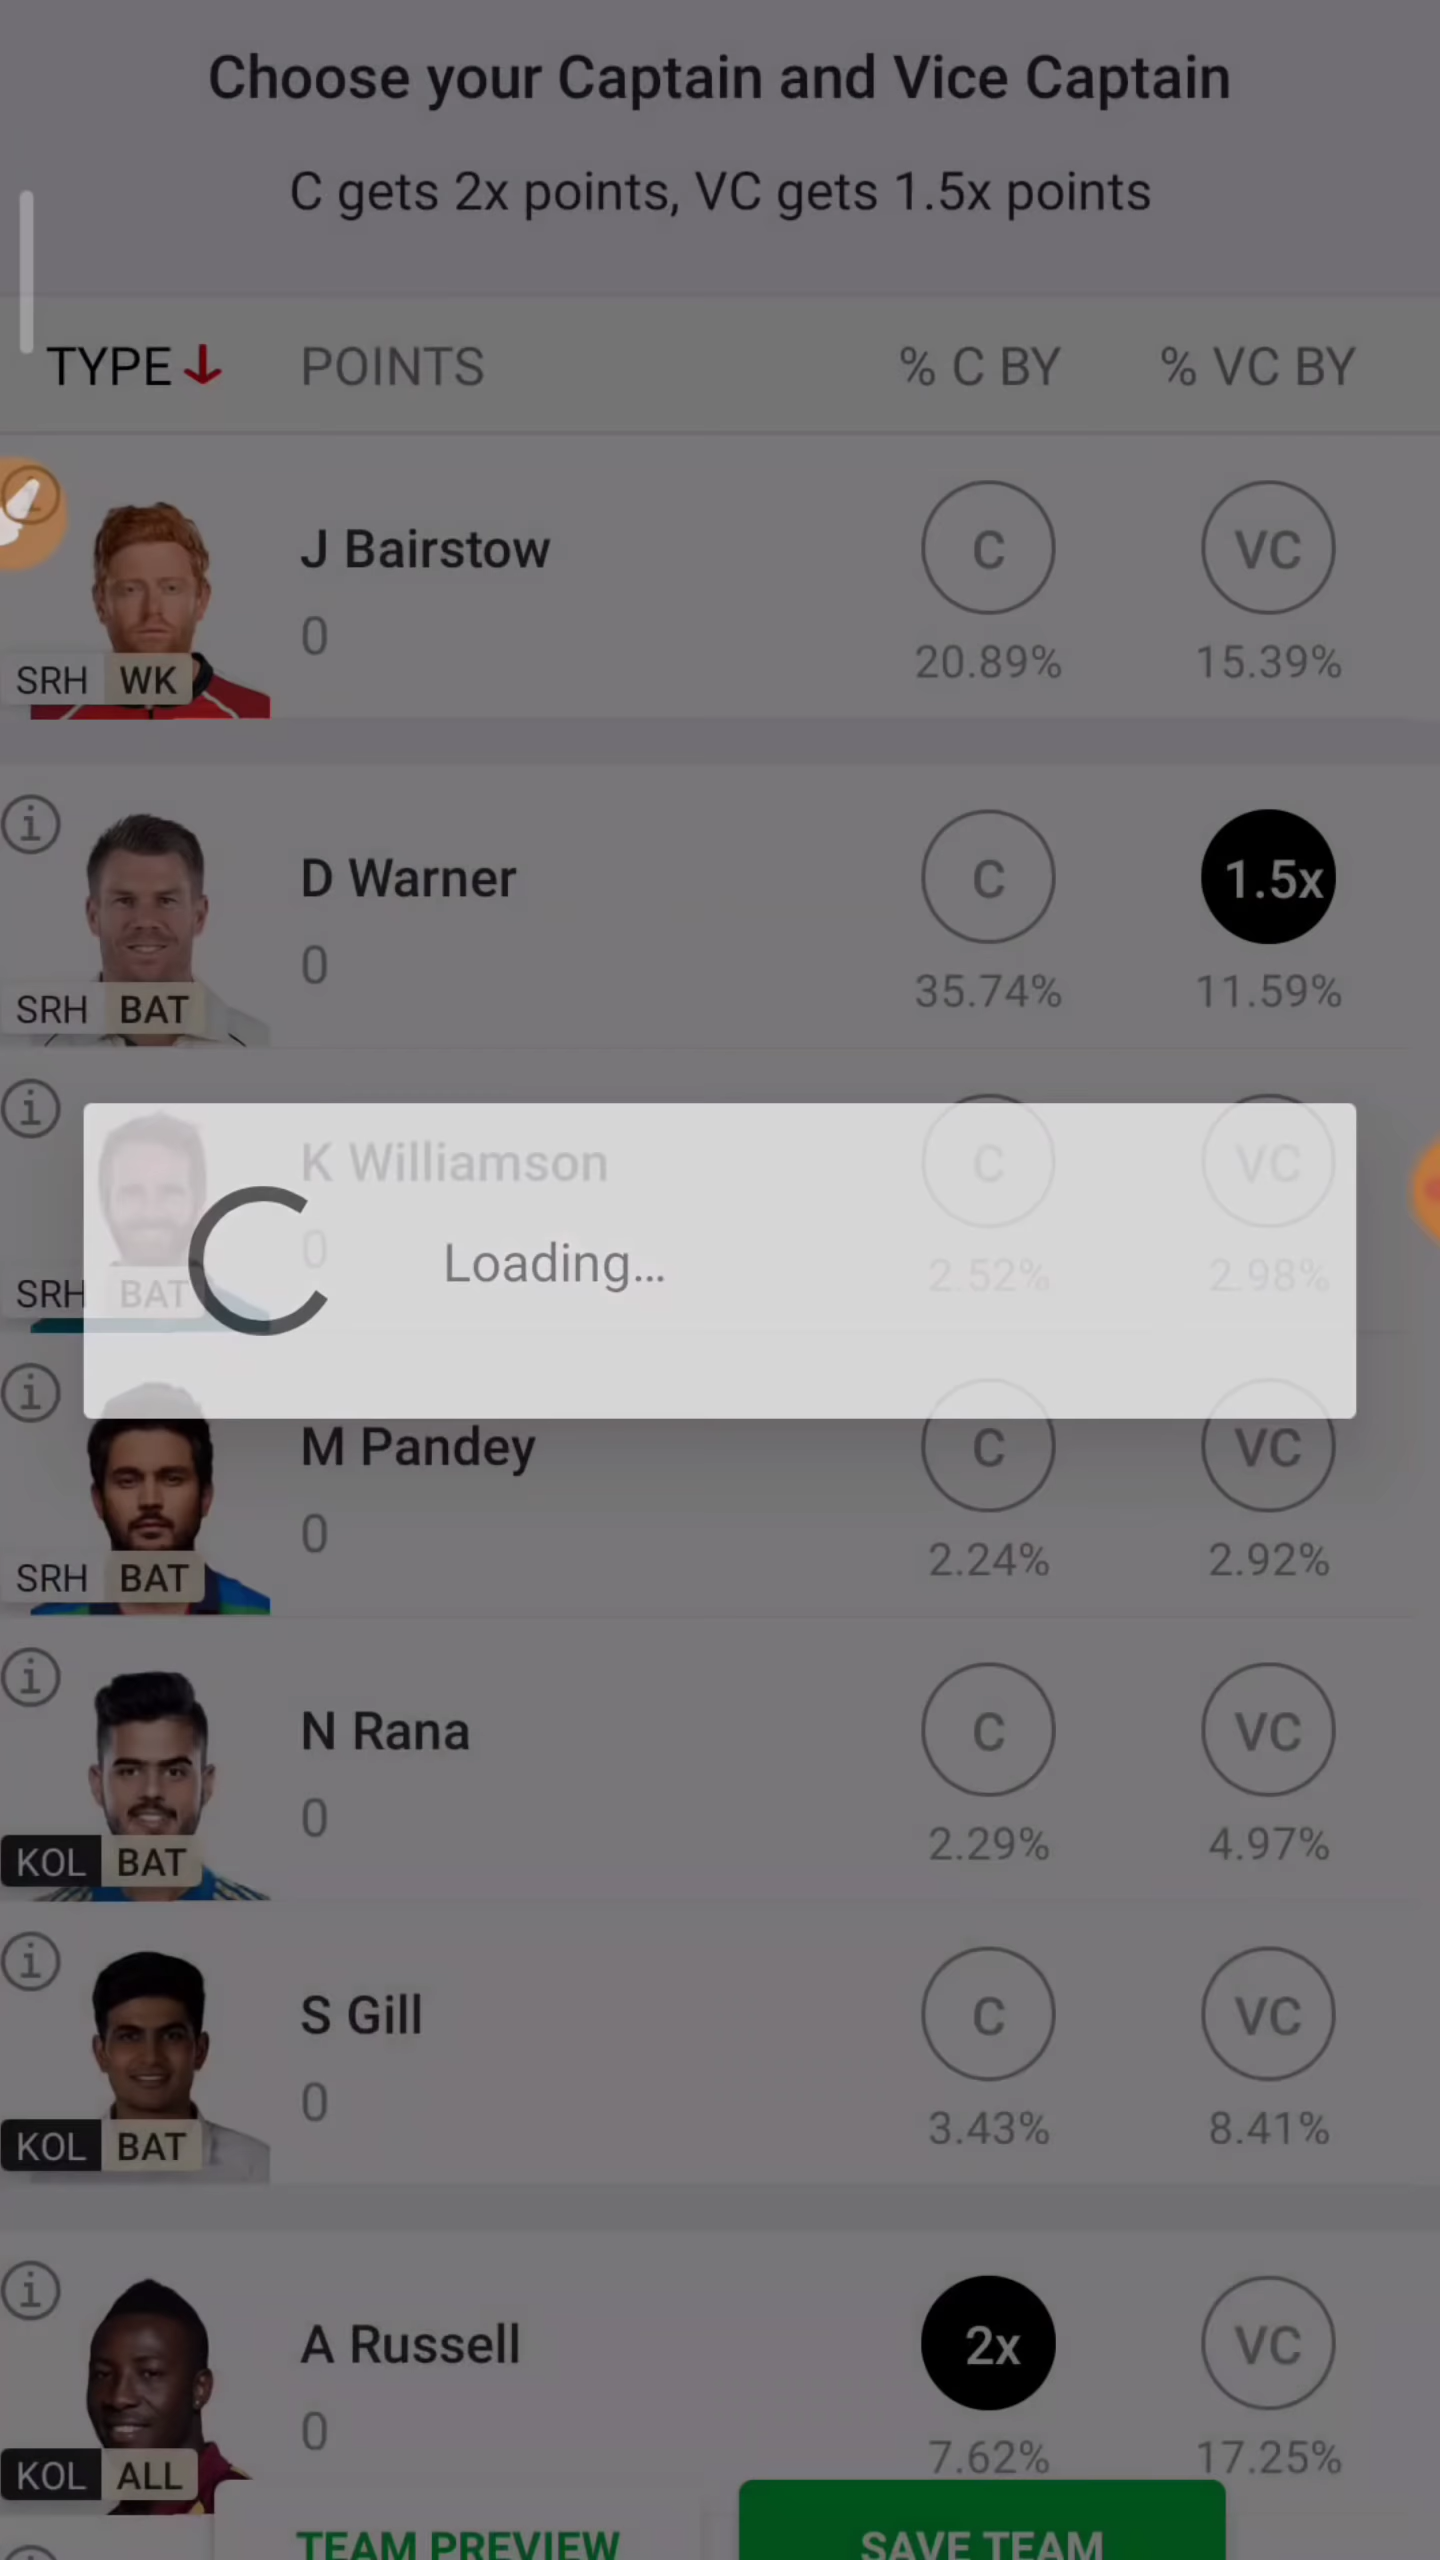 Choose your Captain and Vice Captain
C gets 2x points, VC gets 1.5x points
TYPE POINTS % C BY % VC BY
J Bairstow C VC
0
20.89% 15.39%
SRH WK
D Warner C 1.5x
0
35.74% 11.59%
SRH BAT
K Williamson C VC
0
Loading...
2.52% 2.98%
SRH BAT
M Pandey C VC
0
2.24% 2.92%
SRH BAT
N Rana C VC
0
2.29% 4.97%
KOL BAT
S Gill C VC
0
3.43% 8.41%
KOL BAT
A Russell 2x VC
0
7.62% 17.25%
KOL ALL
TEAM PREVIEW SAVE TEAM